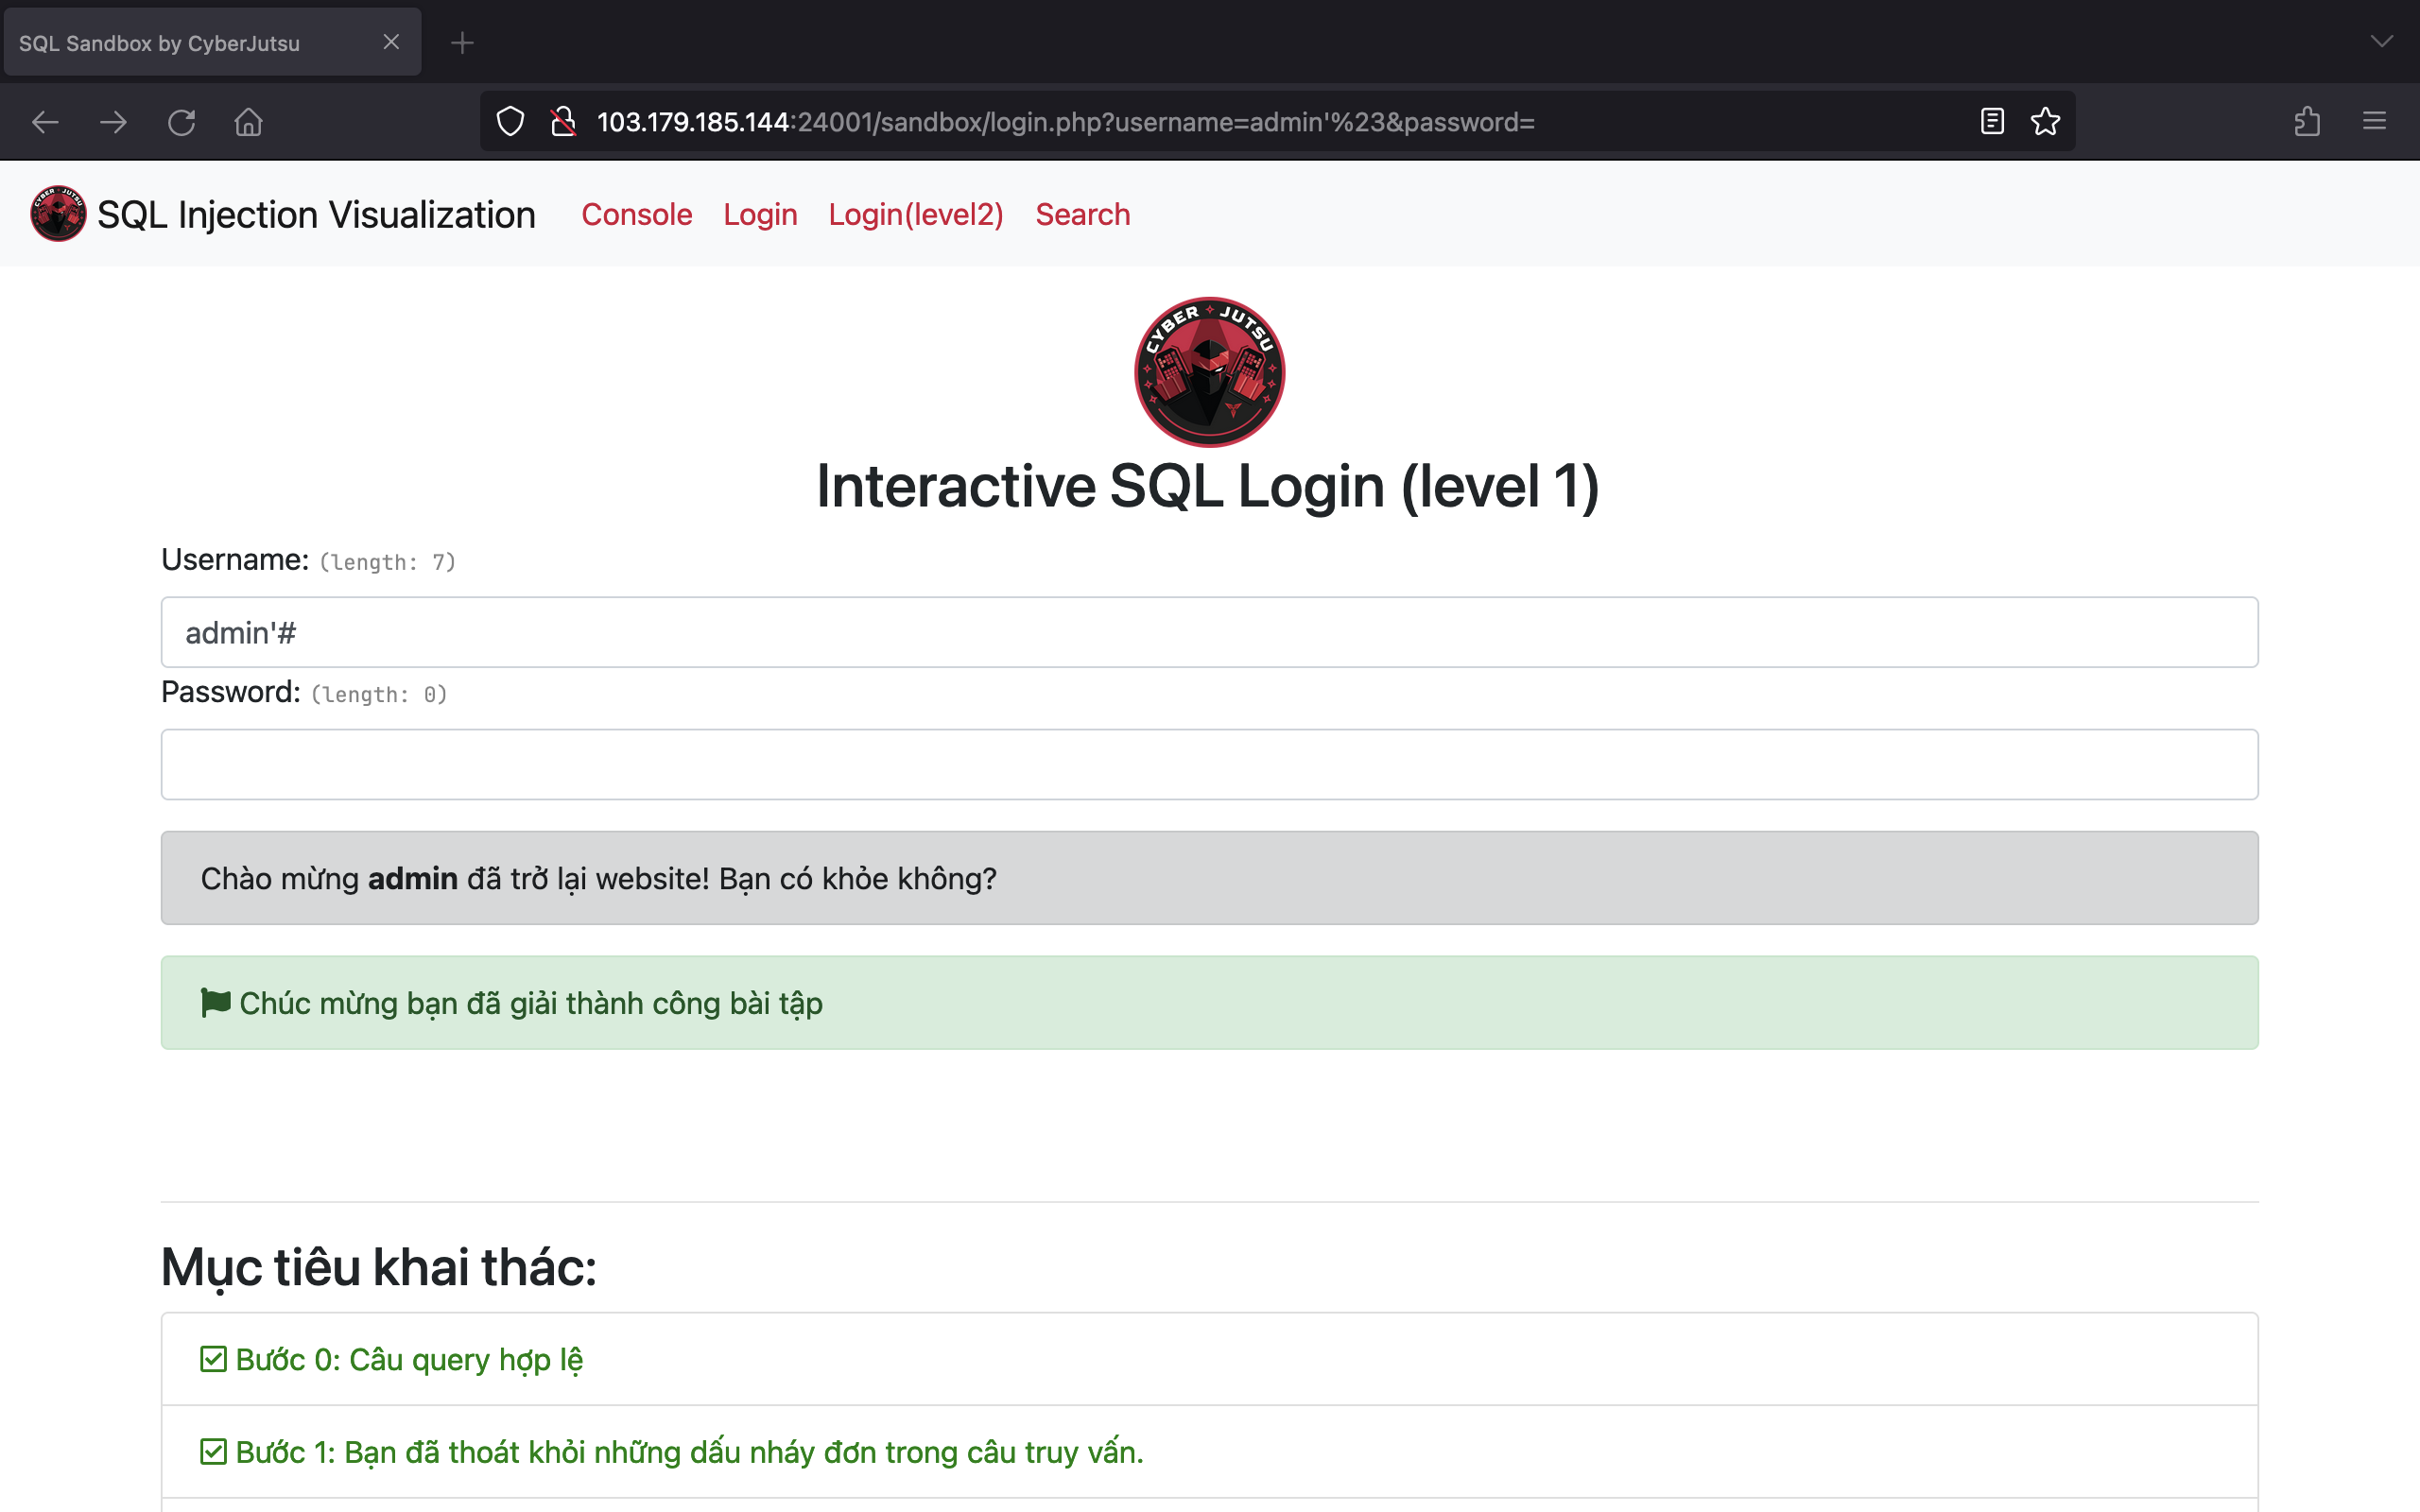 SQL Sandbox by CyberJutsu
103.179.185.144:24001/sandbox/login.php?username=admin'%23&password=
CYBER JUTSU
SQL Injection Visualization Console Login Login(level2) Search
CYBER JUTSU
Interactive SQL Login (level 1)
Username: (length: 7)
admin'#
Password: (length: 0)
Chào mừng admin đã trở lại website! Bạn có khỏe không?
Chúc mừng bạn đã giải thành công bài tập
Mục tiêu khai thác:
Bước 0: Câu query hợp lệ
Bước 1: Bạn đã thoát khỏi những dấu nháy đơn trong câu truy vấn.